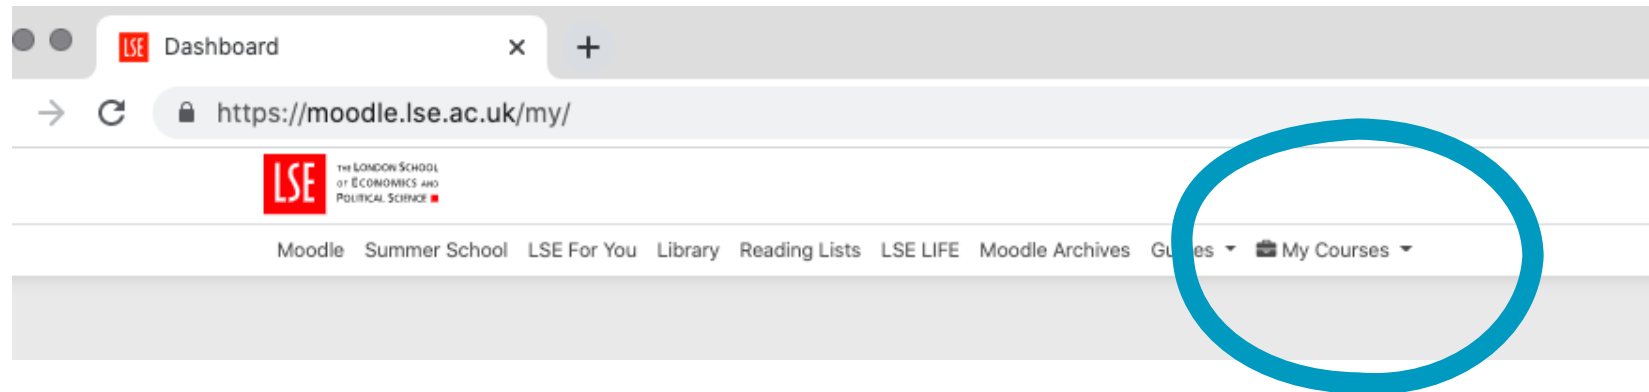 LSE Dashboard
https://moodle.lse.ac.uk/my/
LSE
THE LONDON SCHOOL
OF ECONOMICS AND
POLITICAL SCIENCE
Moodle Summer School LSE For You Library Reading Lists LSE LIFE Moodle Archives My Courses